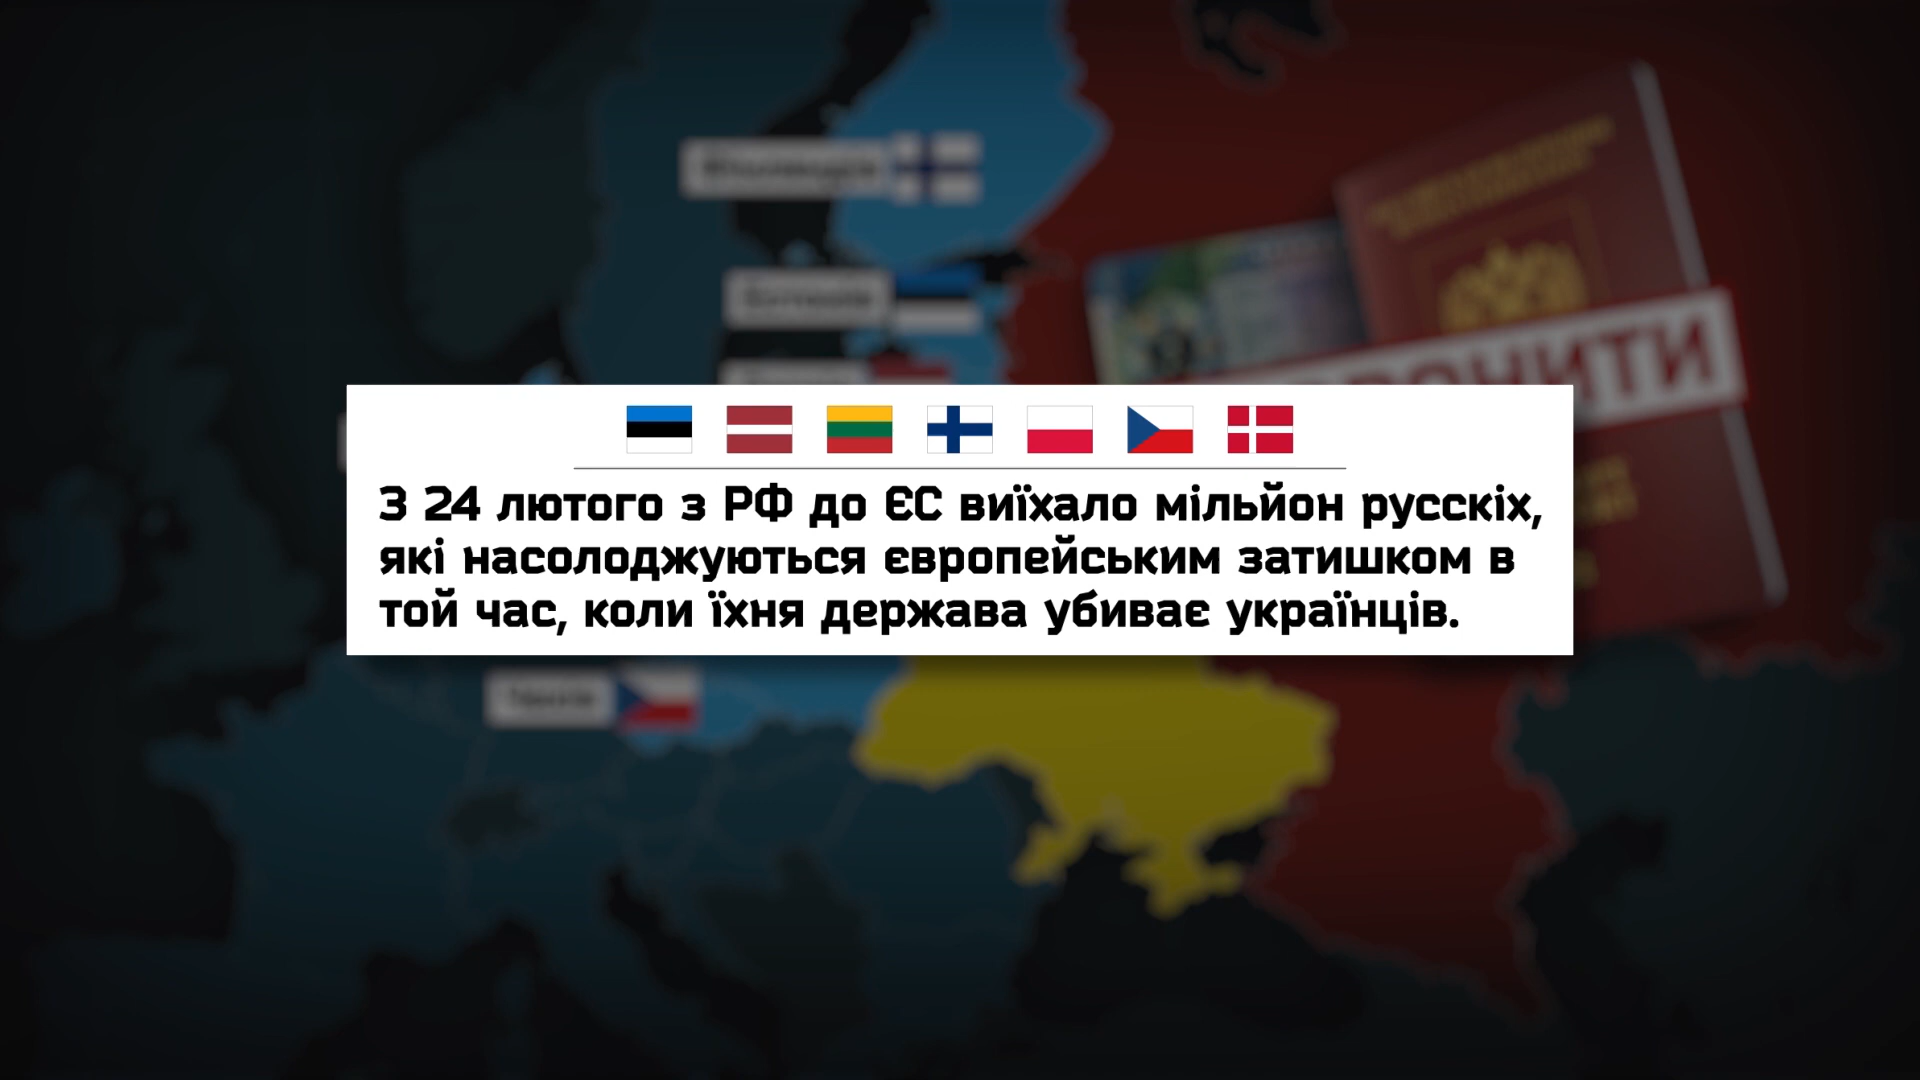 З 24 лютого з РФ до ЄС виїхало мільйон русскіх,
які насолоджуються європейським затишком в
той час, коли їхня держава убиває українців.
Чехія